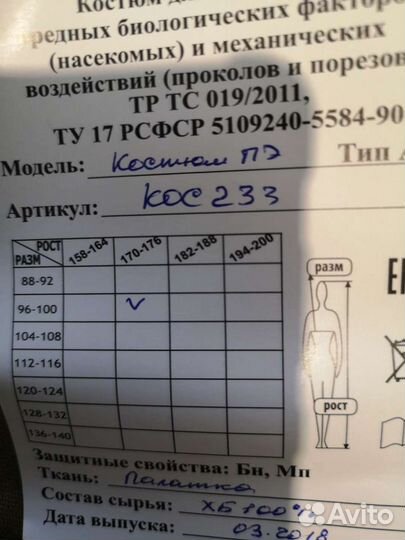 Костюм
вредных биологических факторов
(насекомых) и механических
воздействий (проколов и порезов
ТР ТС 019/2011,
ТУ 17 РСФСР 5109240-5584-90
Модель: Костюм ПЭ Тип А
Артикул: КОС 233
РОСТ 158-164 170-176 182-188 194-200
РАЗМ
88-92
96-100 V
104-108
112-116
120-124
128-132
136-140
разм
рост
Защитные свойства: Бн, Мп
Ткань: Палатка
Состав сырья: ХБ 100%
Дата выпуска: 03.2018
Avito